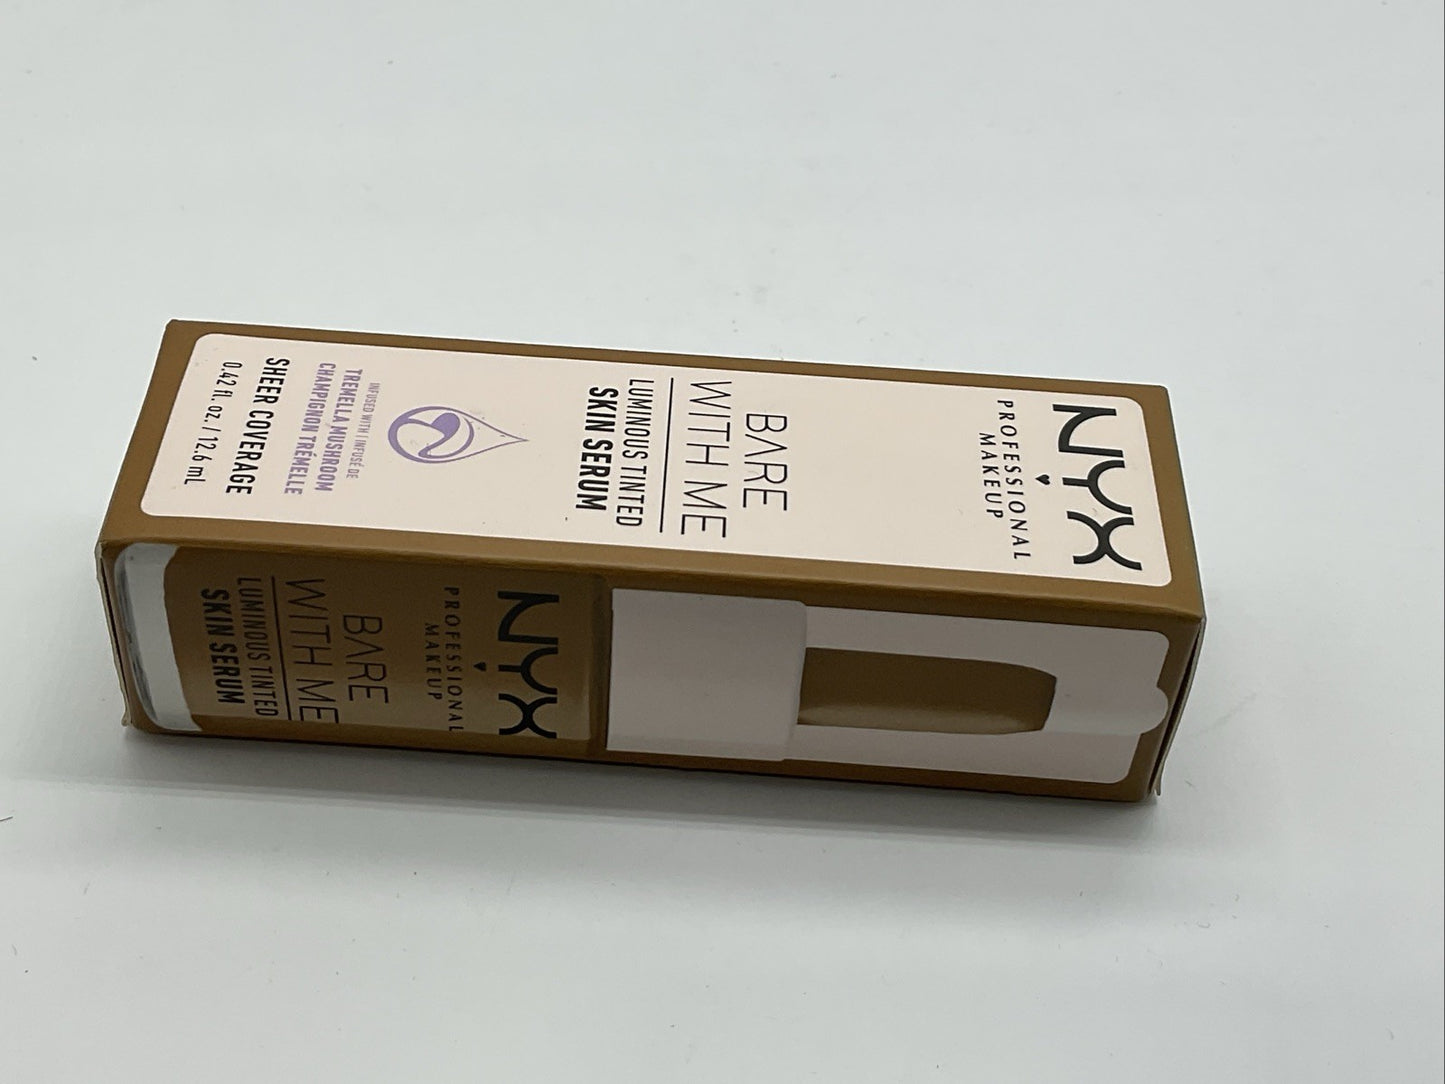 NYX
PROFESSIONAL
MAKEUP
BARE
WITH ME
LUMINOUS TINTED
SKIN SERUM
INFUSED WITH / INFUSÉ DE
TREMELLA MUSHROOM
CHAMPIGNON TRÉMELLE
SHEER COVERAGE
0.42 fl. oz. / 12.6 mL
NYX
PROFESSIONAL
MAKEUP
BARE
WITH ME
LUMINOUS TINTED
SKIN SERUM